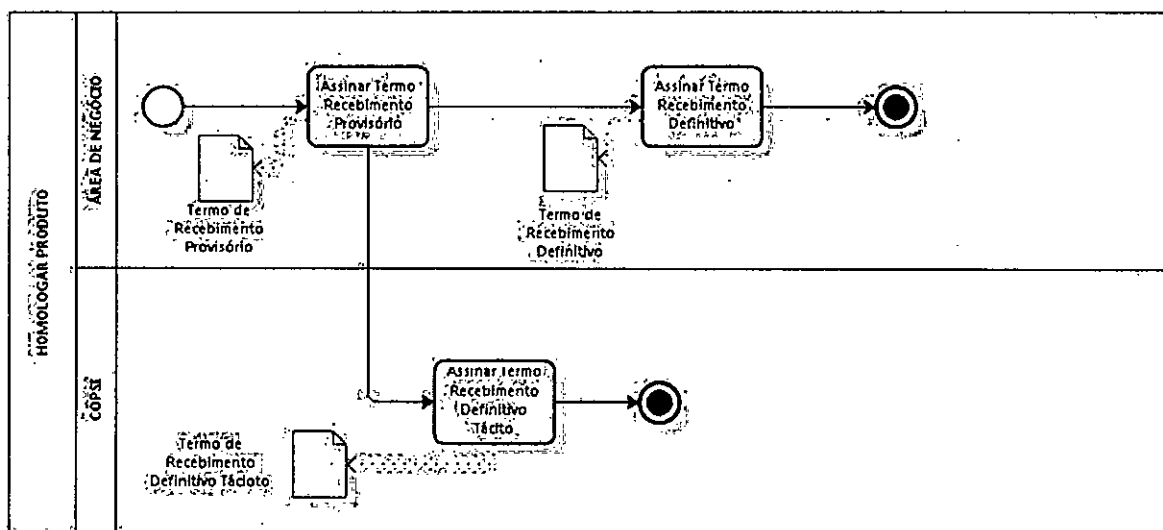 HOMOLOGAR PRODUTO
ÁREA DE NEGÓCIO
Assinar Termo
Recebimento
Provisório
Assinar Termo
Recebimento
Definitivo
Termo de
Recebimento
Provisório
Termo de
Recebimento
Definitivo
COPSE
Assinar Termo
Recebimento
Definitivo
Tácito
Termo de
Recebimento
Definitivo Tácioto